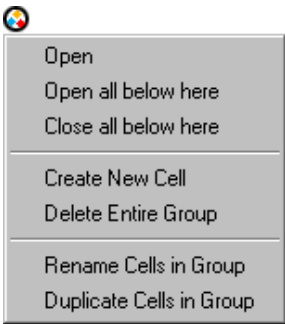 Open
Open all below here
Close all below here
Create New Cell
Delete Entire Group
Rename Cells in Group
Duplicate Cells in Group